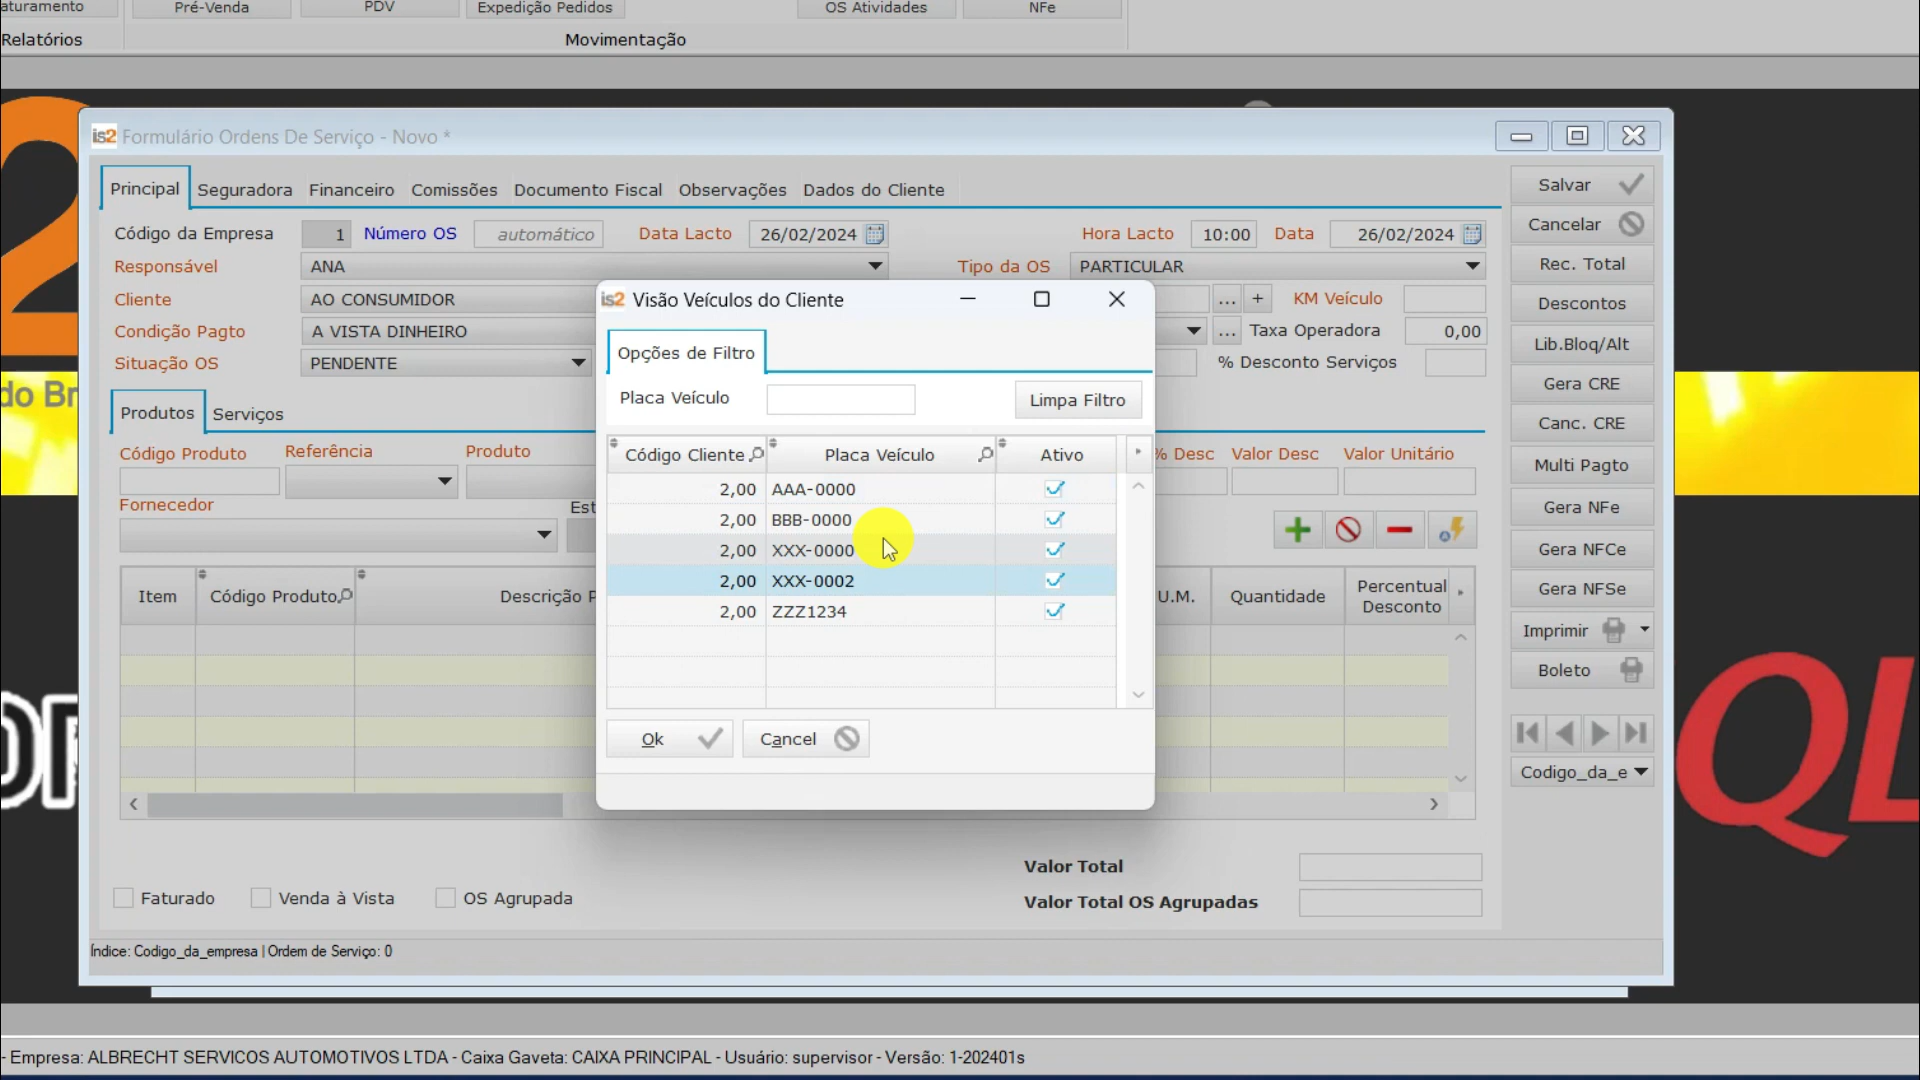 aturamento
Pré-Venda
PDV
Expedição Pedidos
OS Atividades
NFe
Relatórios
Movimentação
2
is2 Formulário Ordens De Serviço - Novo *
Principal Seguradora Financeiro Comissões Documento Fiscal Observações Dados do Cliente
Salvar
Código da Empresa 1 Número OS automático Data Lacto 26/02/2024 Hora Lacto 10:00 Data 26/02/2024
Cancelar
Responsável ANA Tipo da OS PARTICULAR
Rec. Total
Cliente AO CONSUMIDOR ... + KM Veículo
Descontos
Condição Pagto A VISTA DINHEIRO ... Taxa Operadora 0,00
Lib.Bloq/Alt
Situação OS PENDENTE % Desconto Serviços
Gera CRE
Canc. CRE
Multi Pagto
Gera NFe
Gera NFCe
Gera NFSe
Imprimir
Boleto
Codigo_da_e
is2 Visão Veículos do Cliente
Opções de Filtro
Placa Veículo
Limpa Filtro
Código Cliente Placa Veículo Ativo
2,00 AAA-0000
2,00 BBB-0000
2,00 XXX-0000
2,00 XXX-0002
2,00 ZZZ1234
Ok Cancel
do Br
Produtos Serviços
Código Produto Referência Produto % Desc Valor Desc Valor Unitário
Fornecedor Est
Item Código Produto Descrição P U.M. Quantidade Percentual
Desconto
OF
QL
Valor Total
Faturado Venda à Vista OS Agrupada
Valor Total OS Agrupadas
Índice: Codigo_da_empresa | Ordem de Serviço: 0
- Empresa: ALBRECHT SERVICOS AUTOMOTIVOS LTDA - Caixa Gaveta: CAIXA PRINCIPAL - Usuário: supervisor - Versão: 1-202401s